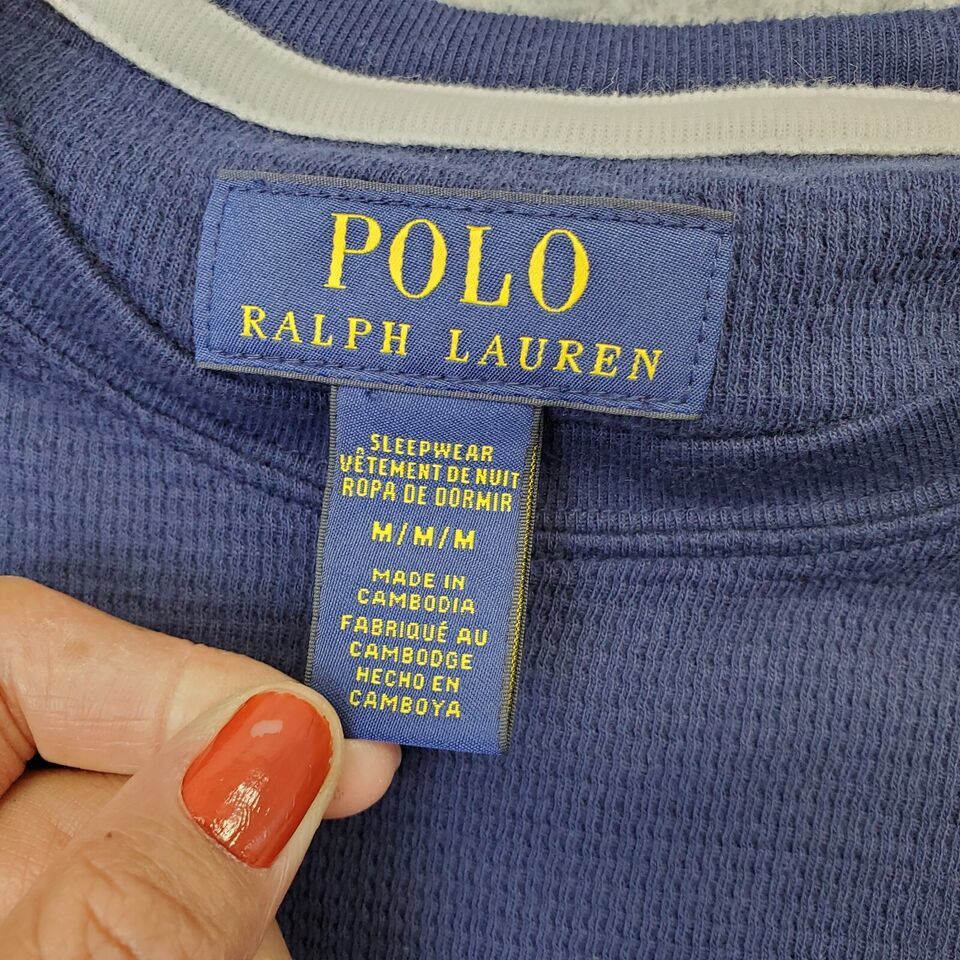 POLO
RALPH LAUREN
SLEEPWEAR
VÊTEMENT DE NUIT
ROPA DE DORMIR
M/M/M
MADE IN
CAMBODIA
FABRIQUÉ AU
CAMBODGE
HECHO EN
CAMBOYA